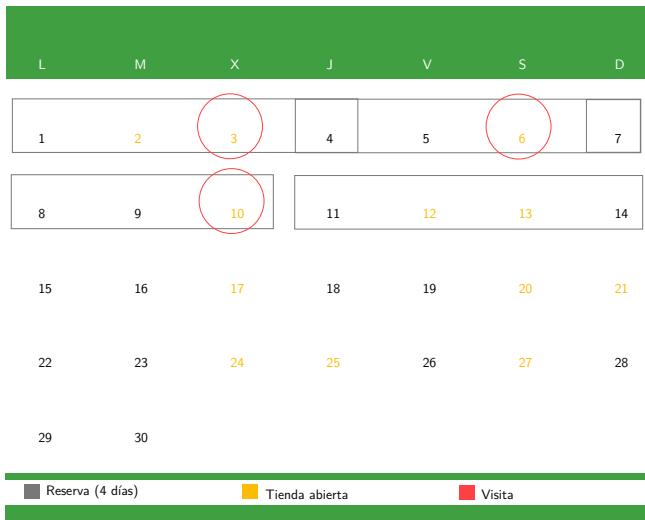 L M X J V S D
1 2 3 4 5 6 7
8 9 10 11 12 13 14
15 16 17 18 19 20 21
22 23 24 25 26 27 28
29 30
Reserva (4 días) Tienda abierta Visita